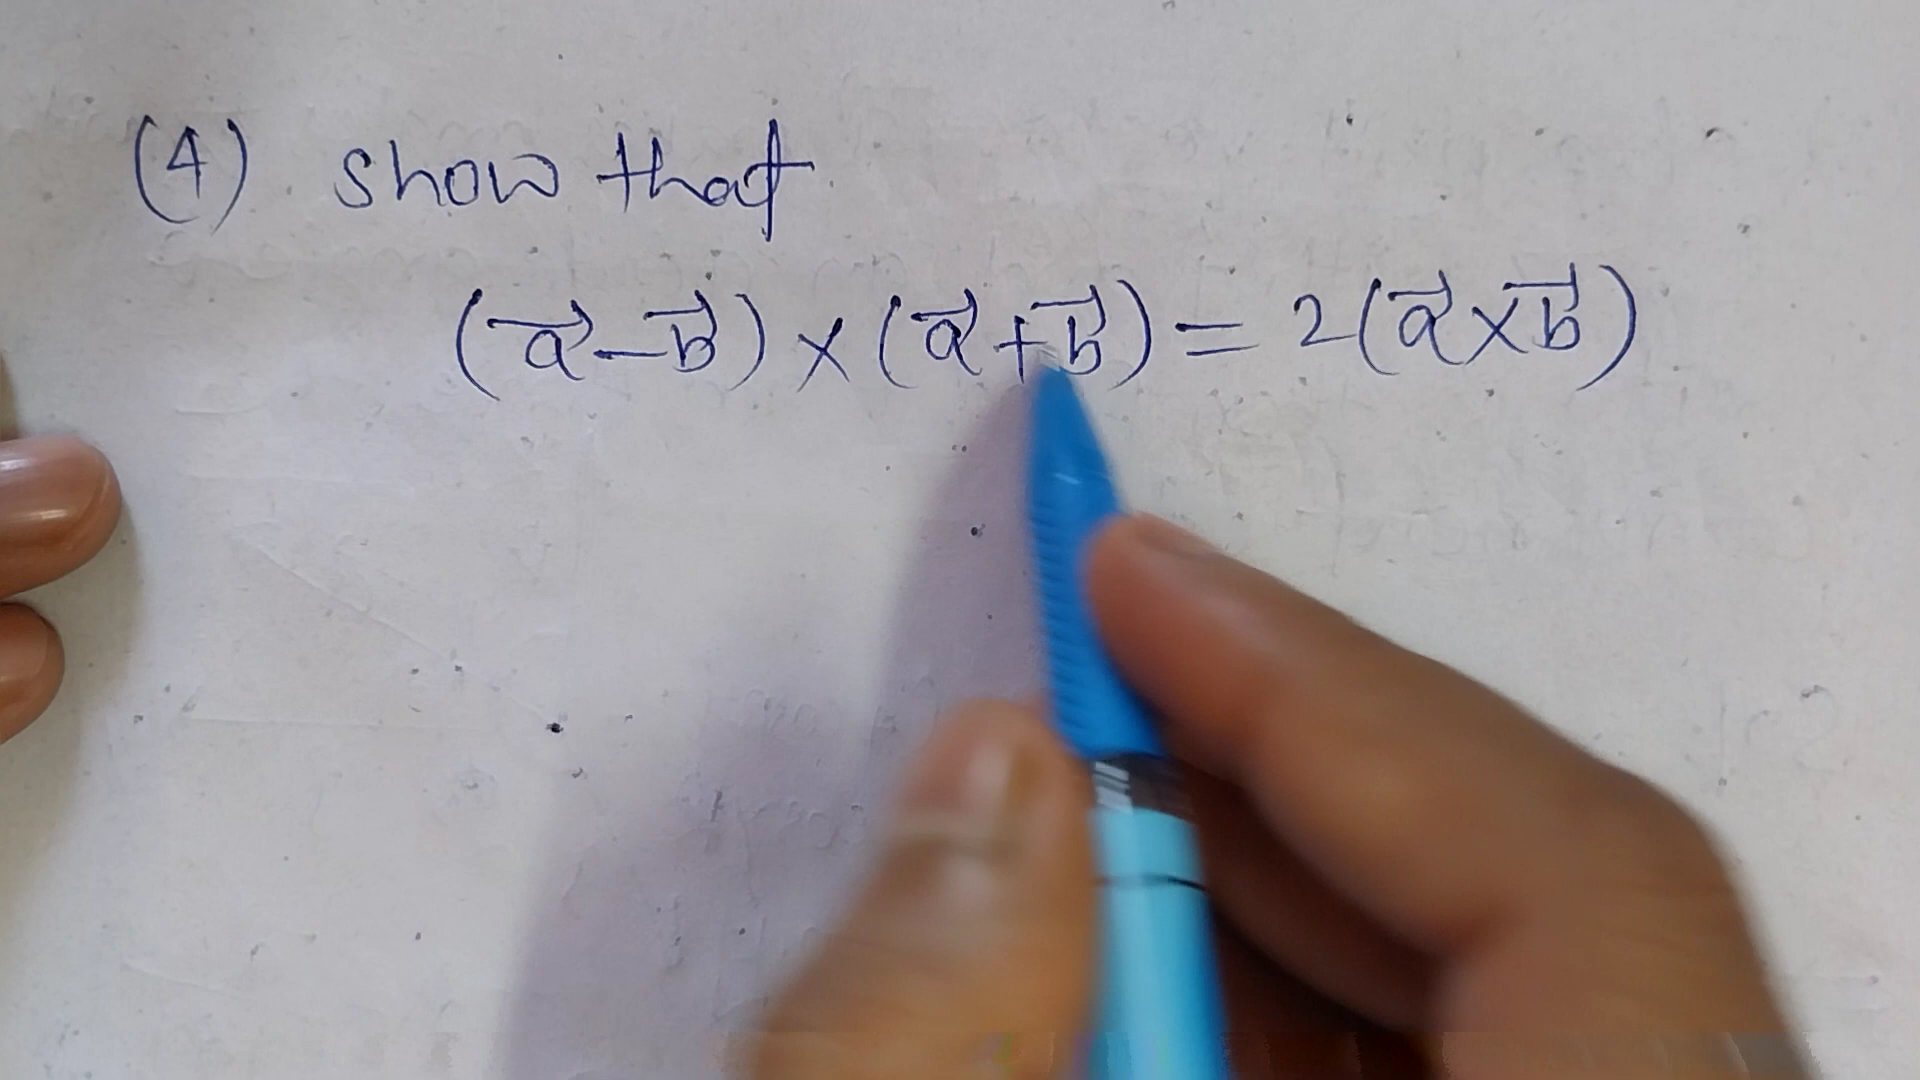 (4) show that
(a⃗ - b⃗) × (a⃗ + b⃗) = 2(a⃗ × b⃗)